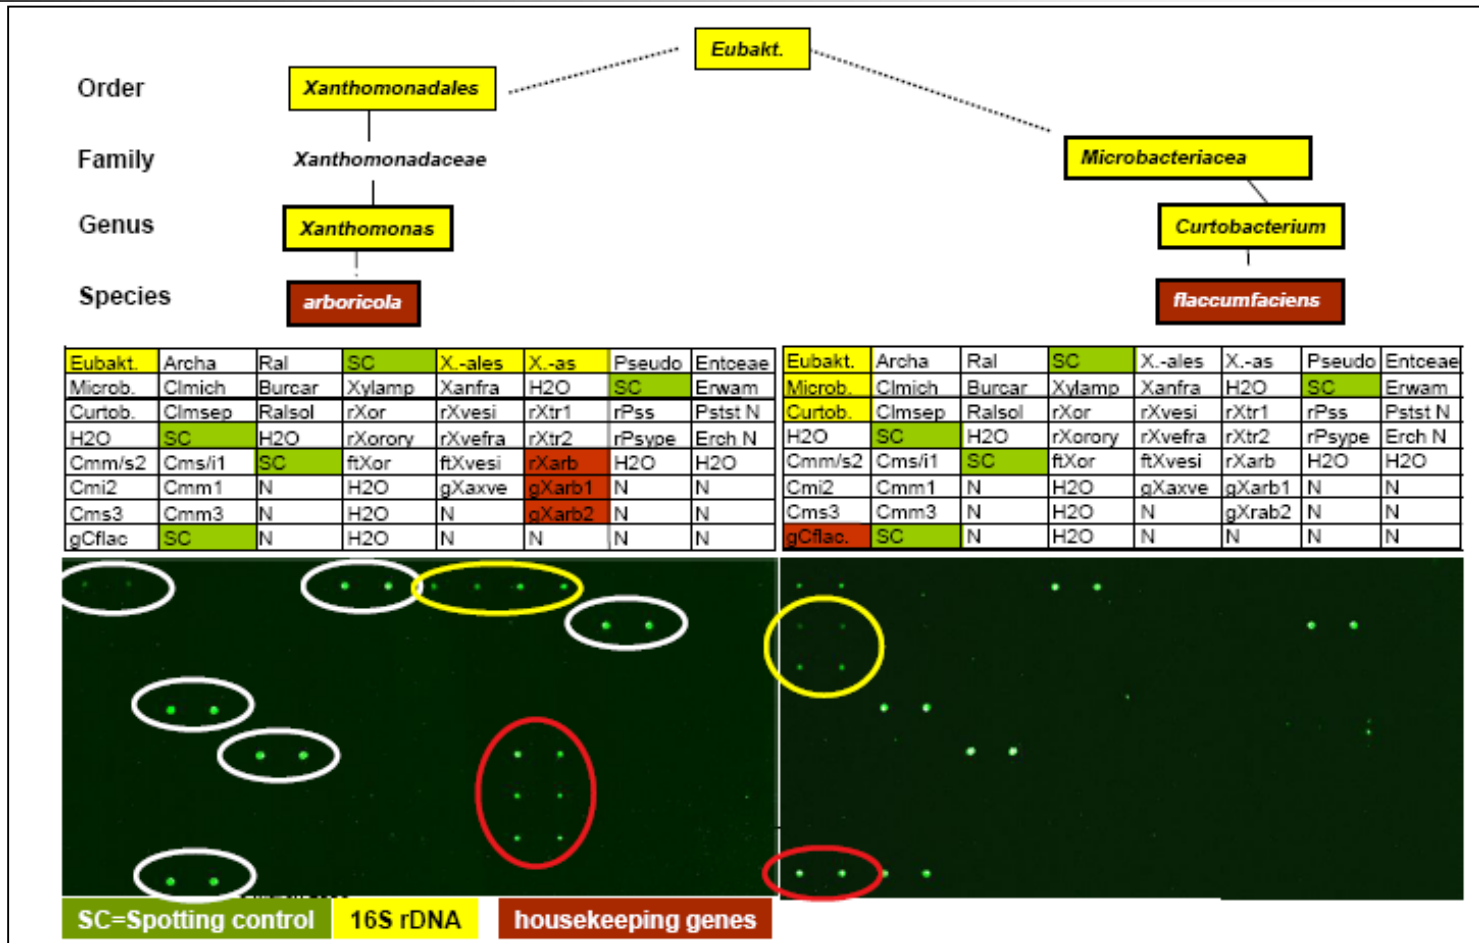 Eubakt.
Order
Xanthomonadales
Family
Xanthomonadaceae
Microbacteriacea
Genus
Xanthomonas
Curtobacterium
Species
arboricola
flaccumfaciens
Eubakt. Archa Ral SC X.-ales X.-as Pseudo Entceae
Microb. Clmich Burcar Xylamp Xanfra H2O SC Erwam
Curtob. Clmsep Ralsol rXor rXvesi rXtr1 rPss Pstst N
H2O SC H2O rXorory rXvefra rXtr2 rPsype Erch N
Cmm/s2 Cms/i1 SC ftXor ftXvesi rXarb H2O H2O
Cmi2 Cmm1 N H2O gXaxve gXarb1 N N
Cms3 Cmm3 N H2O N gXarb2 N N
gCflac SC N H2O N N N N
Eubakt. Archa Ral SC X.-ales X.-as Pseudo Entceae
Microb. Clmich Burcar Xylamp Xanfra H2O SC Erwam
Curtob. Clmsep Ralsol rXor rXvesi rXtr1 rPss Pstst N
H2O SC H2O rXorory rXvefra rXtr2 rPsype Erch N
Cmm/s2 Cms/i1 SC ftXor ftXvesi rXarb H2O H2O
Cmi2 Cmm1 N H2O gXaxve gXarb1 N N
Cms3 Cmm3 N H2O N gXrab2 N N
gCflac. SC N H2O N N N N
SC=Spotting control 16S rDNA housekeeping genes